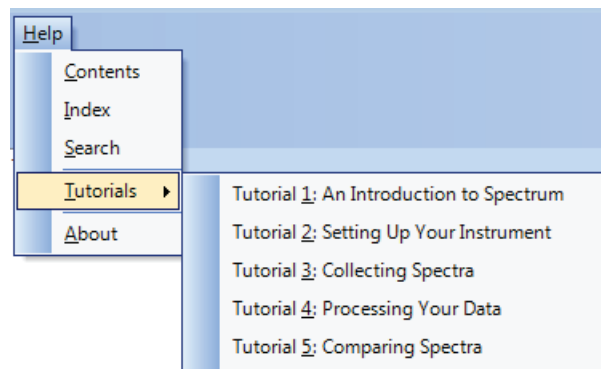 Help
Contents
Index
Search
Tutorials
About
Tutorial 1: An Introduction to Spectrum
Tutorial 2: Setting Up Your Instrument
Tutorial 3: Collecting Spectra
Tutorial 4: Processing Your Data
Tutorial 5: Comparing Spectra